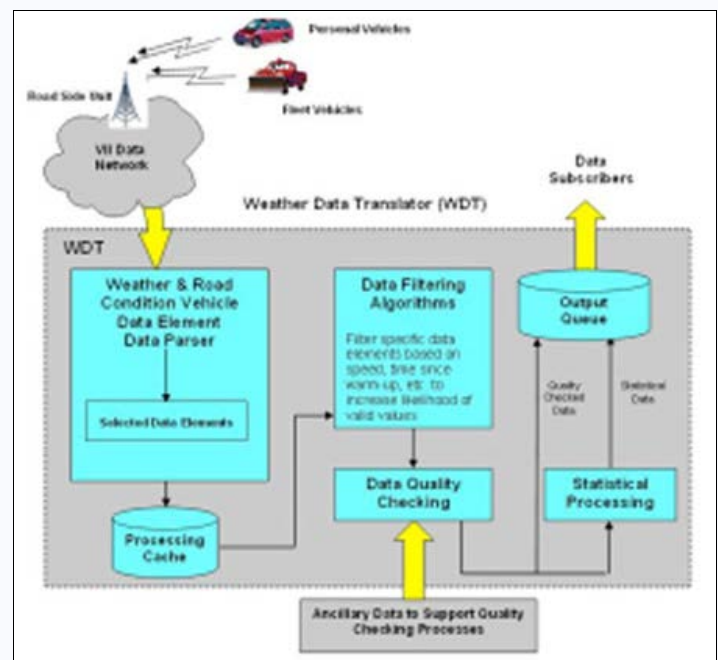 Personal Vehicles
Road Side Unit
Fleet Vehicles
VII Data
Network
Data
Subscribers
Weather Data Translator (WDT)
WDT
Weather & Road
Condition Vehicle
Data Element
Data Parser
Selected Data Elements
Processing
Cache
Data Filtering
Algorithms
Filter specific data
elements based on
speed, time since
warm-up, etc. to
increase likelihood of
valid values
Data Quality
Checking
Output
Queue
Quality
Checked
Data
Statistical
Data
Statistical
Processing
Ancillary Data to Support Quality
Checking Processes